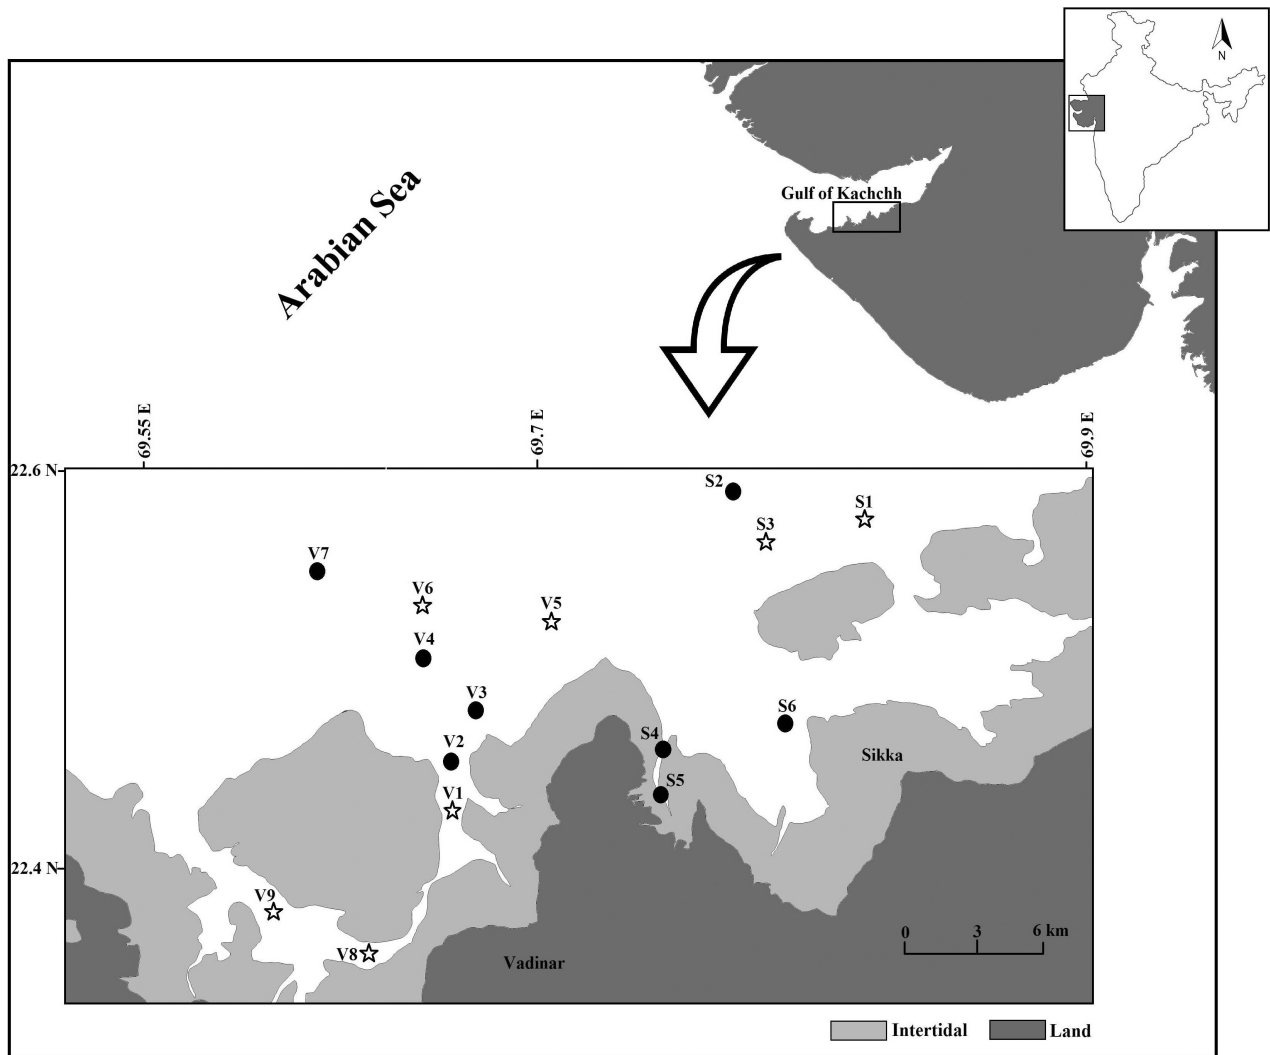 N
Gulf of Kachchh
Arabian Sea
69.55 E
69.7 E
69.9 E
22.6 N
S2
S1
S3
V7
V6
V5
V4
V3
S6
S4
V2
Sikka
S5
V1
22.4 N
V9
V8
Vadinar
0 3 6 km
Intertidal Land